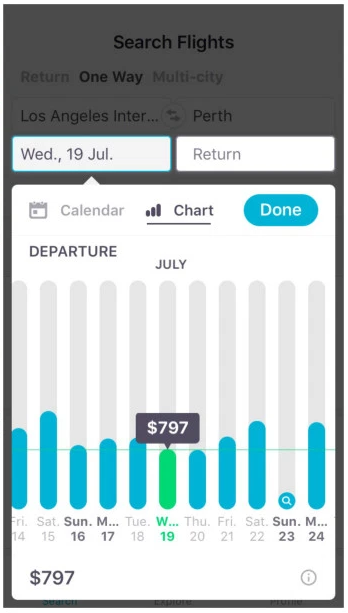 Search Flights
Return One Way Multi-city
Los Angeles Inter... Perth
Wed., 19 Jul. Return
Calendar Chart Done
DEPARTURE
JULY
$797
Fri. Sat. Sun. M... Tue. W... Thu. Fri. Sat. Sun. M...
14 15 16 17 18 19 20 21 22 23 24
$797
Search Explore Profile